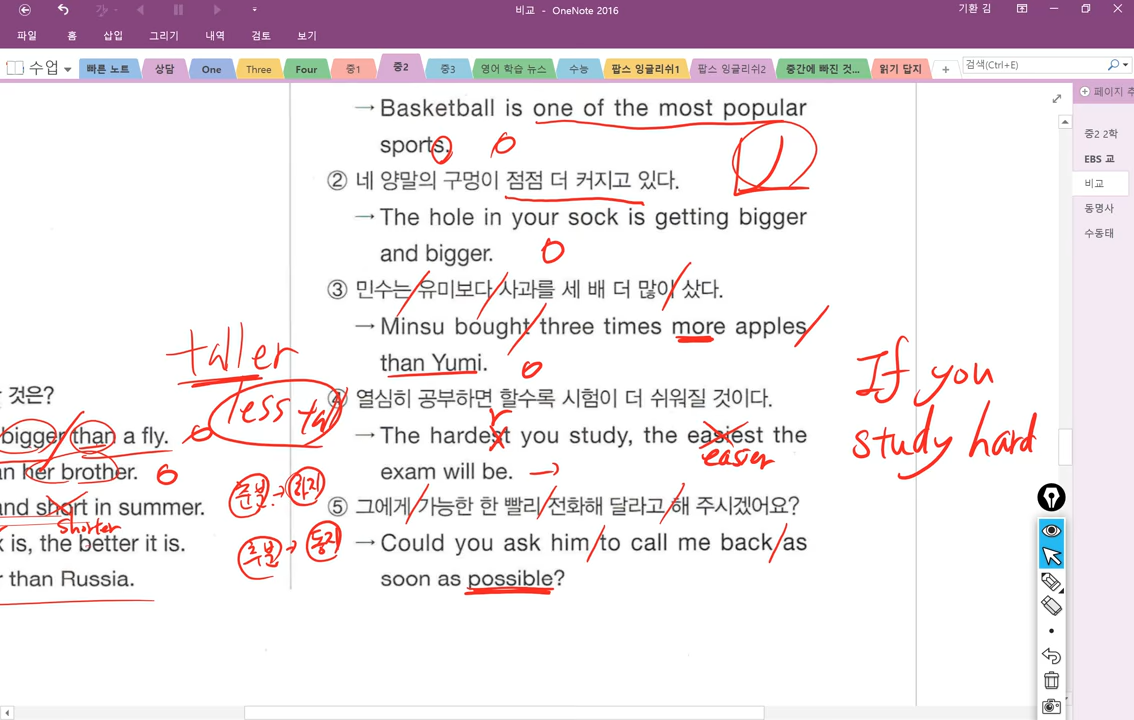 비교 - OneNote 2016
기환 김
파일 홈 삽입 그리기 내역 검토 보기
수업 빠른 노트 상담 One Three Four 중1 중2 중3 영어 학습 뉴스 수능 팝스 잉글리쉬1 팝스 잉글리쉬2 중간에 빠진 것... 읽기 답지 + 검색(Ctrl+E)
페이지 추
중2 2학
EBS 교
비교
동명사
수동태
→ Basketball is one of the most popular
sports.
② 네 양말의 구멍이 점점 더 커지고 있다.
→ The hole in your sock is getting bigger
and bigger.
③ 민수는 유미보다 사과를 세 배 더 많이 샀다.
→ Minsu bought three times more apples
than Yumi.
④ 열심히 공부하면 할수록 시험이 더 쉬워질 것이다.
r
→ The hardest you study, the easiest the
easier
exam will be. →
⑤ 그에게 가능한 한 빨리 전화해 달라고 해 주시겠어요?
→ Could you ask him to call me back as
soon as possible?
If you
study hard
taller
less tall
것은?
bigger than a fly.
her brother.
and short in summer.
shorter
is, the better it is.
than Russia.